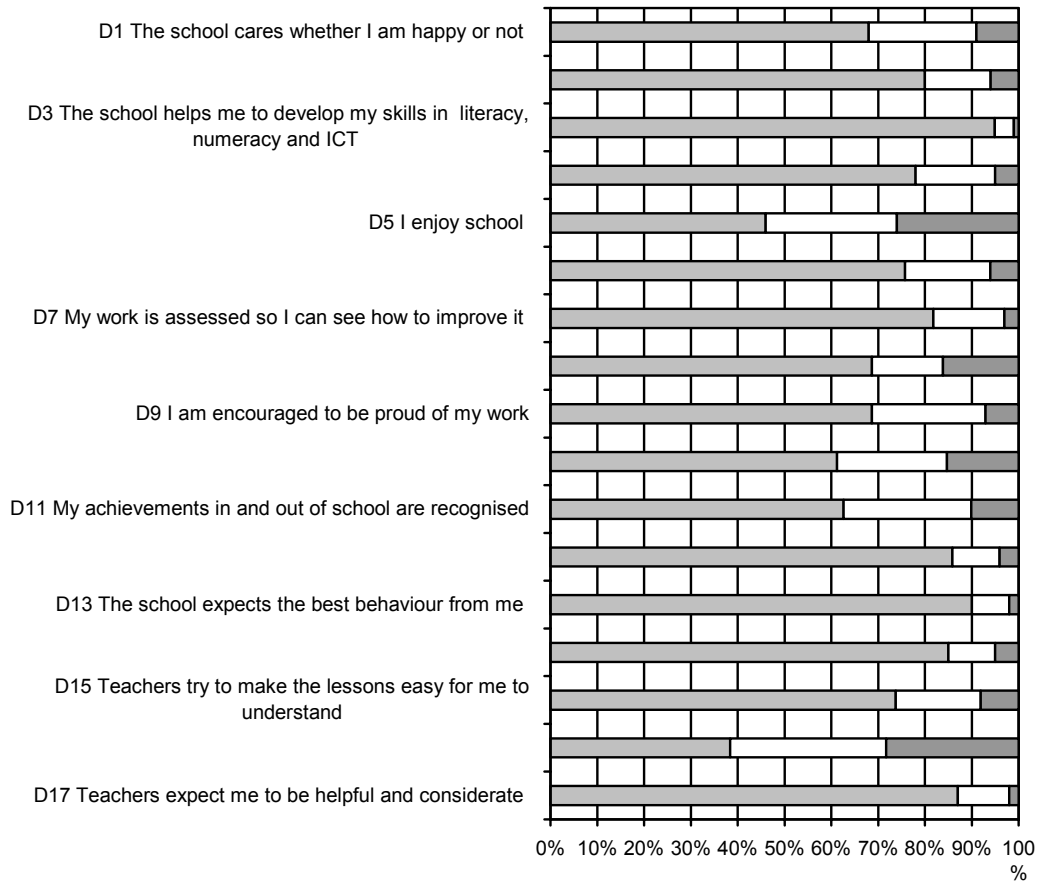 D1 The school cares whether I am happy or not
D3 The school helps me to develop my skills in literacy,
numeracy and ICT
D5 I enjoy school
D7 My work is assessed so I can see how to improve it
D9 I am encouraged to be proud of my work
D11 My achievements in and out of school are recognised
D13 The school expects the best behaviour from me
D15 Teachers try to make the lessons easy for me to
understand
D17 Teachers expect me to be helpful and considerate
0% 10% 20% 30% 40% 50% 60% 70% 80% 90% 100
%